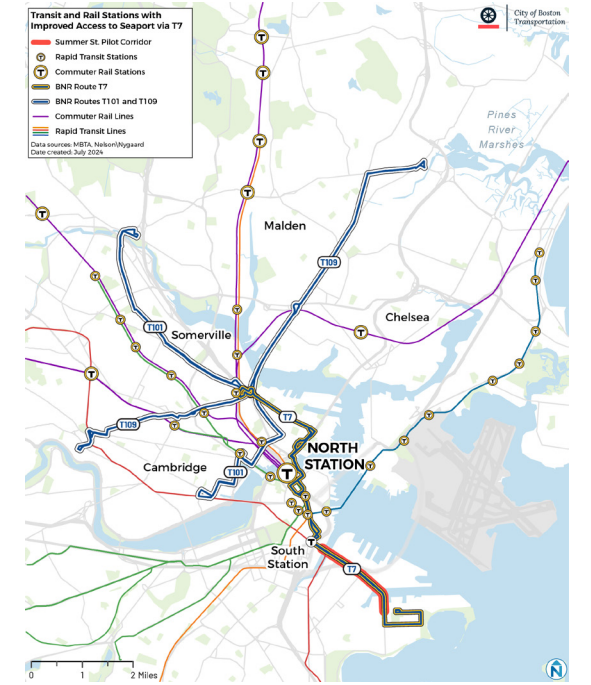 Transit and Rail Stations with
Improved Access to Seaport via T7
Summer St. Pilot Corridor
T Rapid Transit Stations
T Commuter Rail Stations
BNR Route T7
BNR Routes T101 and T109
Commuter Rail Lines
Rapid Transit Lines
Data sources: MBTA, Nelson\Nygaard
Date created: July 2024
City of Boston
Transportation
Pines
River
Marshes
Malden
T109
Chelsea
T101
Somerville
T7
T109
NORTH
STATION
Cambridge
T101
T
South
Station
T
T7
0 1 2 Miles
N